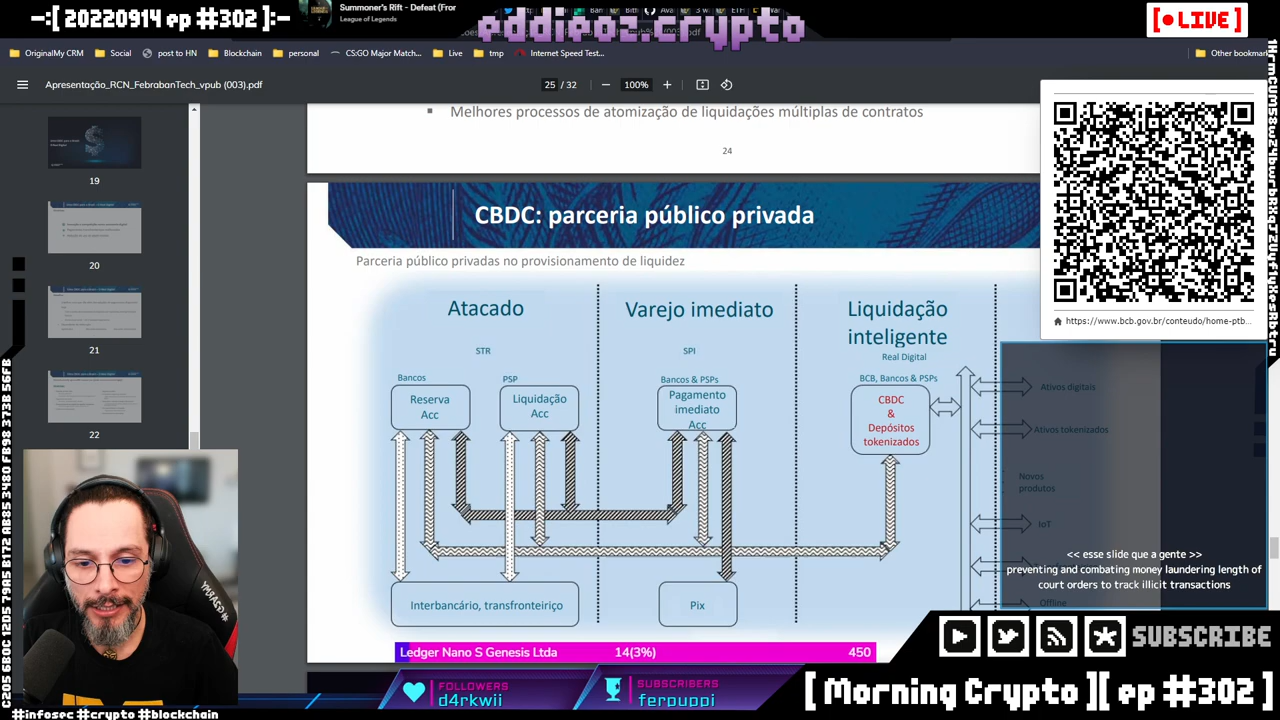 -:[ 20220914 ep #302 ]:-
Summoner's Rift - Defeat (Fror
League of Legends
eddieoz.crypto
[●LIVE]
OriginalMy CRM
Social
post to HN
Blockchain
personal
CS:GO Major Match...
Live
tmp
Internet Speed Test...
Other bookmar
Apresentação_RCN_FebrabanTech_vpub (003).pdf
25 / 32
100%
19
20
21
22
Melhores processos de atomização de liquidações múltiplas de contratos
24
CBDC: parceria público privada
Parceria público privadas no provisionamento de liquidez
Atacado
Varejo imediato
Liquidação
inteligente
STR
SPI
Real Digital
Bancos
PSP
Bancos & PSPs
BCB, Bancos & PSPs
Reserva
Acc
Liquidação
Acc
Pagamento
imediato
Acc
CBDC
&
Depósitos
tokenizados
Interbancário, transfronteiriço
Pix
Ativos digitais
Ativos tokenizados
Novos
produtos
IoT
Offline
https://www.bcb.gov.br/conteudo/home-ptb...
<< esse slide que a gente >>
preventing and combating money laundering length of
court orders to track illicit transactions
Ledger Nano S Genesis Ltda
14(3%)
450
FOLLOWERS
d4rkwii
SUBSCRIBERS
ferpuppi
SUBSCRIBE
[ Morning Crypto ][ ep #302 ]
#infosec #crypto #blockchain